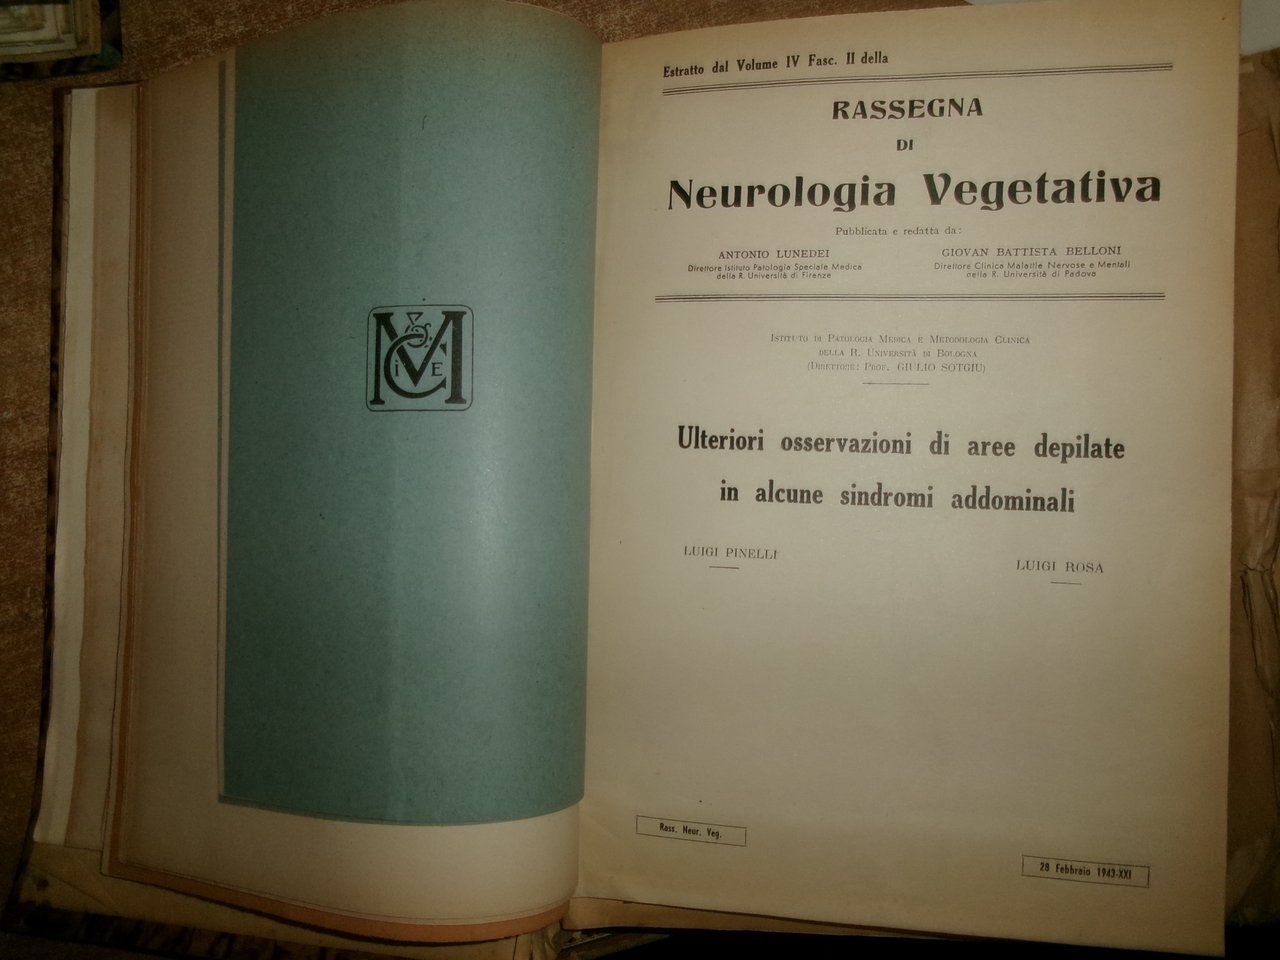 Estratto dal Volume IV Fasc. II della
RASSEGNA
DI
Neurologia Vegetativa
Pubblicata e redatta da:
ANTONIO LUNEDEI
Direttore Istituto Patologia Speciale Medica
della R. Università di Firenze
GIOVAN BATTISTA BELLONI
Direttore Clinica Malattie Nervose e Mentali
nella R. Università di Padova
ISTITUTO DI PATOLOGIA MEDICA E METODOLOGIA CLINICA
DELLA R. UNIVERSITÀ DI BOLOGNA
(DIRETTORE: PROF. GIULIO SOTGIU)
Ulteriori osservazioni di aree depilate
in alcune sindromi addominali
LUIGI PINELLI
LUIGI ROSA
Rass. Neur. Veg.
28 Febbraio 1943-XXI